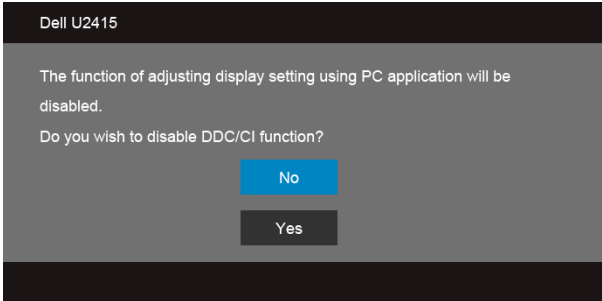 Dell U2415
The function of adjusting display setting using PC application will be
disabled.
Do you wish to disable DDC/CI function?
No
Yes